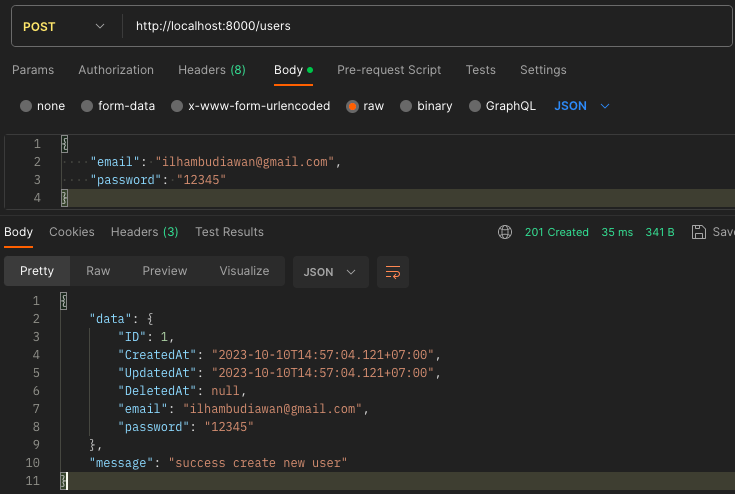 POST http://localhost:8000/users
Params Authorization Headers (8) Body Pre-request Script Tests Settings
none form-data x-www-form-urlencoded raw binary GraphQL JSON
1 {
2 "email": "ilhambudiawan@gmail.com",
3 "password": "12345"
4 }
Body Cookies Headers (3) Test Results 201 Created 35 ms 341 B Save
Pretty Raw Preview Visualize JSON
1 {
2 "data": {
3 "ID": 1,
4 "CreatedAt": "2023-10-10T14:57:04.121+07:00",
5 "UpdatedAt": "2023-10-10T14:57:04.121+07:00",
6 "DeletedAt": null,
7 "email": "ilhambudiawan@gmail.com",
8 "password": "12345"
9 },
10 "message": "success create new user"
11 }